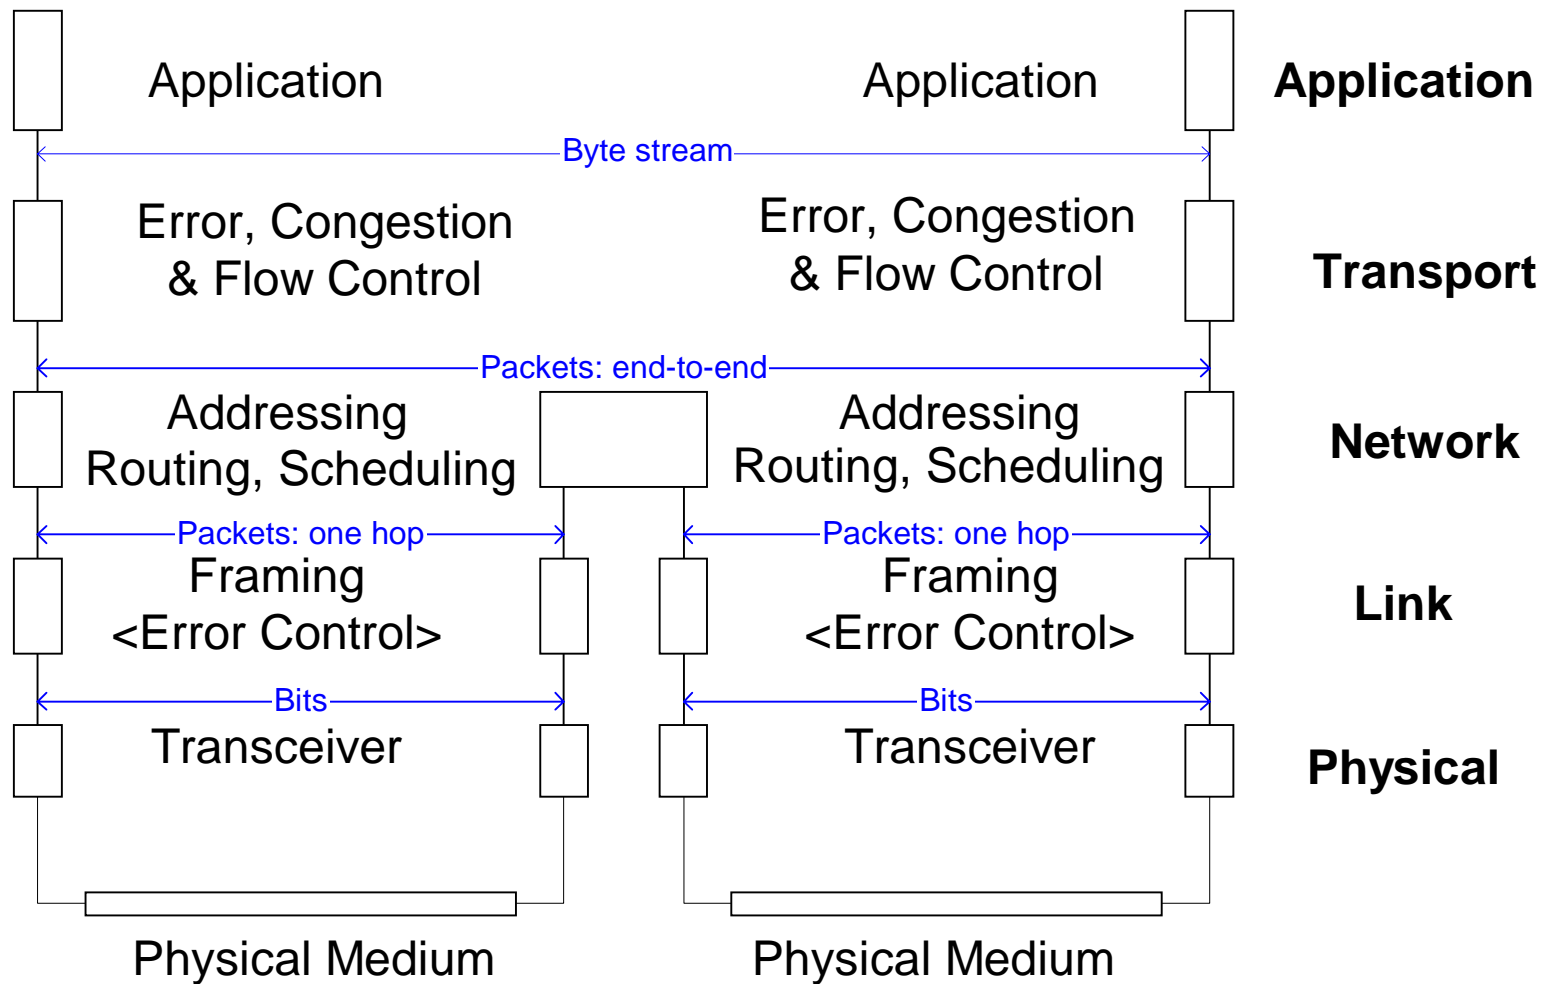 Application
Application
Application
Byte stream
Error, Congestion
& Flow Control
Error, Congestion
& Flow Control
Transport
Packets: end-to-end
Addressing
Routing, Scheduling
Addressing
Routing, Scheduling
Network
Packets: one hop
Packets: one hop
Framing
<Error Control>
Framing
<Error Control>
Link
Bits
Bits
Transceiver
Transceiver
Physical
Physical Medium
Physical Medium